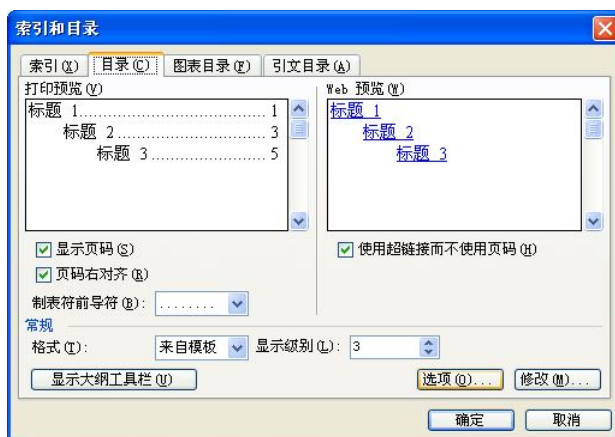 索引和目录
索引(X) 目录(C) 图表目录(F) 引文目录(A)
打印预览(V) Web 预览(W)
标题 1........................................ 1
标题 2................................ 3
标题 3........................ 5
标题 1
标题 2
标题 3
显示页码(S) 使用超链接而不使用页码(H)
页码右对齐(R)
制表符前导符(B): ........
常规
格式(T): 来自模板 显示级别(L): 3
显示大纲工具栏(U) 选项(O)... 修改(M)...
确定 取消